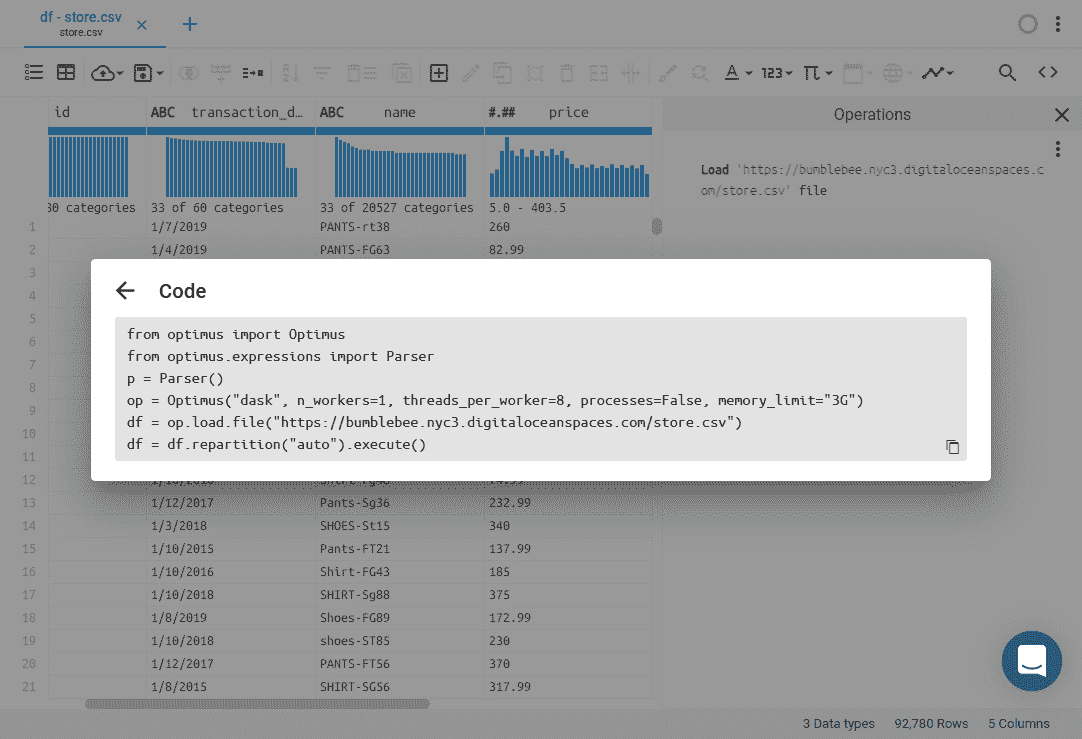 df - store.csv
store.csv
123
id
ABC transaction_d…
ABC name
#.## price
Operations
Load 'https://bumblebee.nyc3.digitaloceanspaces.c
om/store.csv' file
80 categories
33 of 60 categories
33 of 20527 categories
5.0 - 403.5
1 1/7/2019 PANTS-rt38 260
2 1/4/2019 PANTS-FG63 82.99
3
4
5
6
7
8
9
10
11
Code
from optimus import Optimus
from optimus.expressions import Parser
p = Parser()
op = Optimus("dask", n_workers=1, threads_per_worker=8, processes=False, memory_limit="3G")
df = op.load.file("https://bumblebee.nyc3.digitaloceanspaces.com/store.csv")
df = df.repartition("auto").execute()
12
13 1/12/2017 Pants-Sg36 232.99
14 1/3/2018 SHOES-St15 340
15 1/10/2015 Pants-FT21 137.99
16 1/10/2016 Shirt-FG43 185
17 1/10/2018 SHIRT-Sg88 375
18 1/8/2019 Shoes-FG89 172.99
19 1/10/2018 shoes-ST85 230
20 1/12/2017 PANTS-FT56 370
21 1/8/2015 SHIRT-SG56 317.99
3 Data types 92,780 Rows 5 Columns